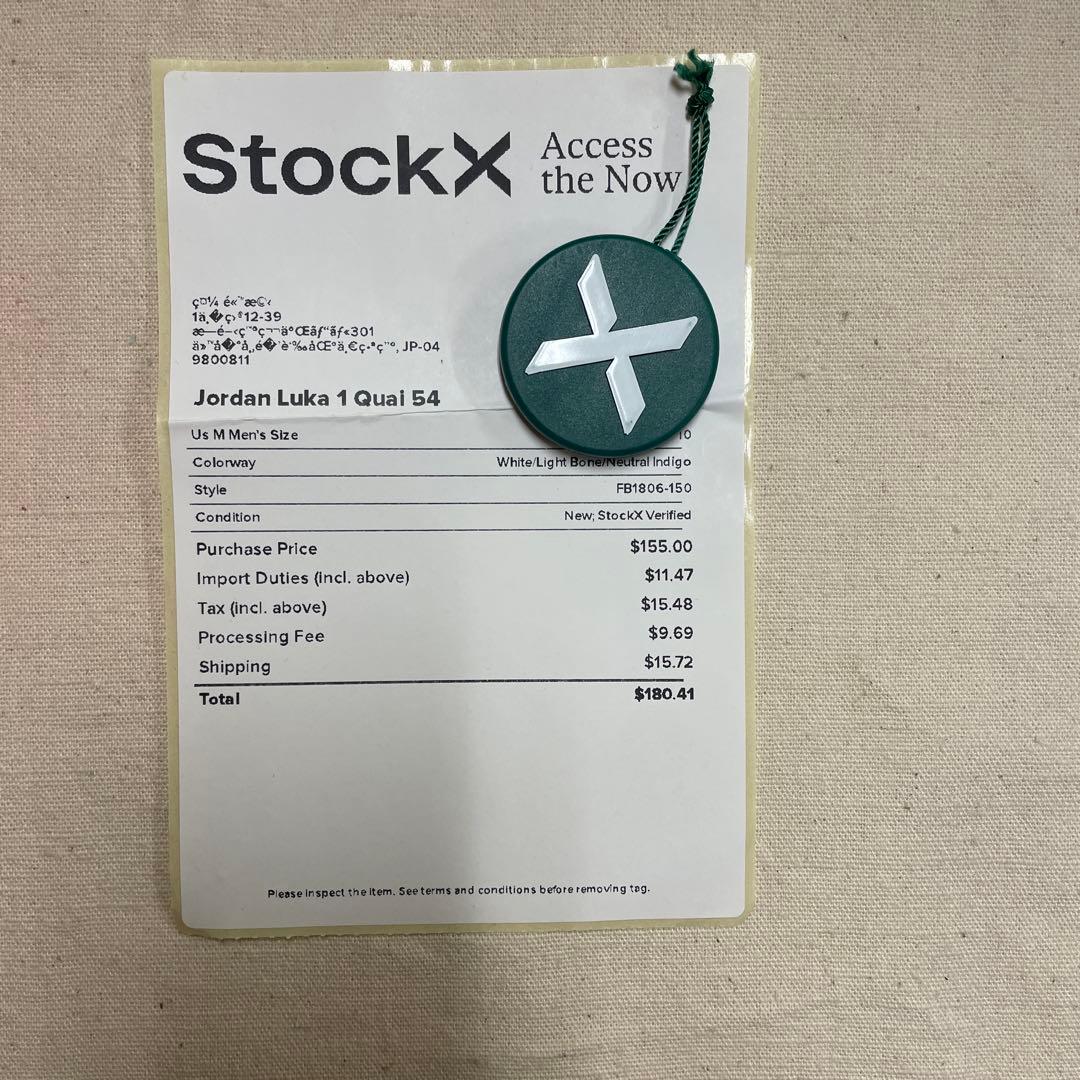 StockX
Access
the Now
12-39
301
, JP-04
9800811
Jordan Luka 1 Quai 54
Us M Men's Size 10
Colorway White/Light Bone/Neutral Indigo
Style FB1806-150
Condition New; StockX Verified
Purchase Price $155.00
Import Duties (incl. above) $11.47
Tax (incl. above) $15.48
Processing Fee $9.69
Shipping $15.72
Total $180.41
Please inspect the item. See terms and conditions before removing tag.